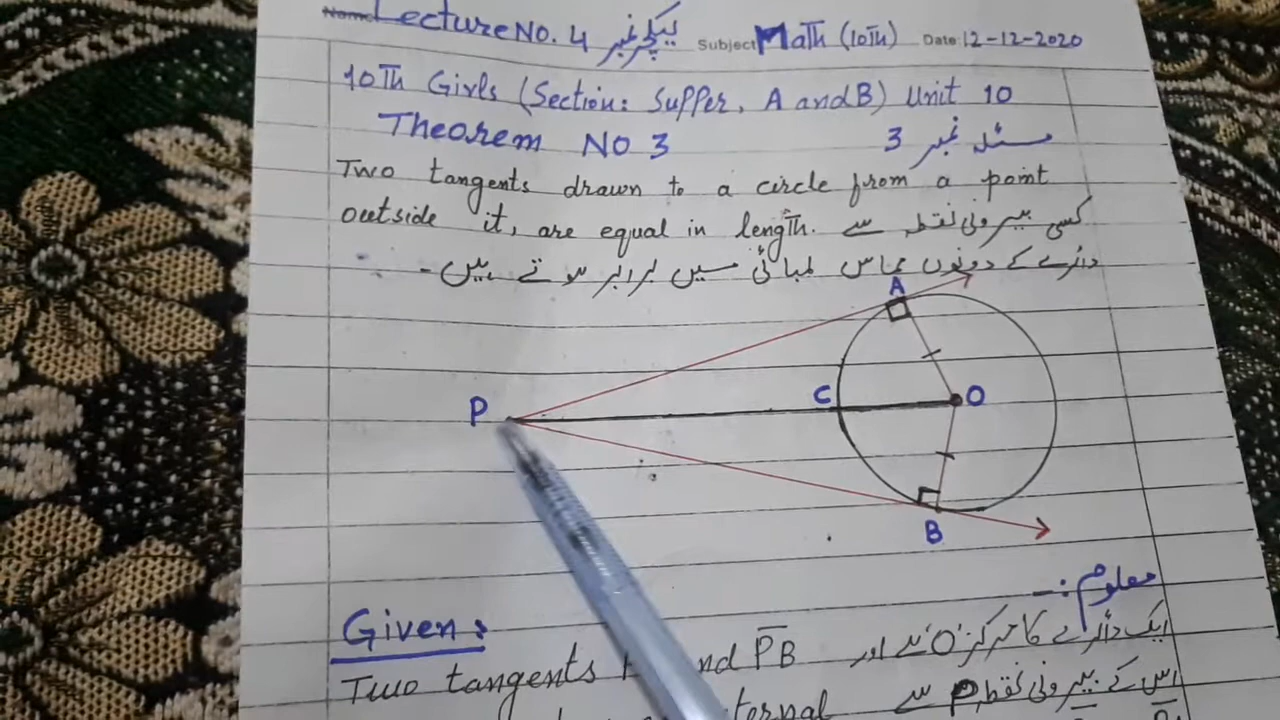 Name Lecture No. 4 لیکچر نمبر Subject Math (10Th) Date: 12-12-2020
10Th Girls (Section: Supper, A and B) Unit 10
Theorem No 3 مسئلہ نمبر 3
Two tangents drawn to a circle from a point
outside it, are equal in length. کسی بیرونی نقطہ سے
دائرے کے دونوں مماس لمبائی میں برابر ہوتے ہیں-
A
P
C
O
B
معلوم :-
Given:
ایک دائرے کا مرکز 'O' ہے اور
Two tangents nd PB
اس کے بیرونی نقطہ P سے
ternal